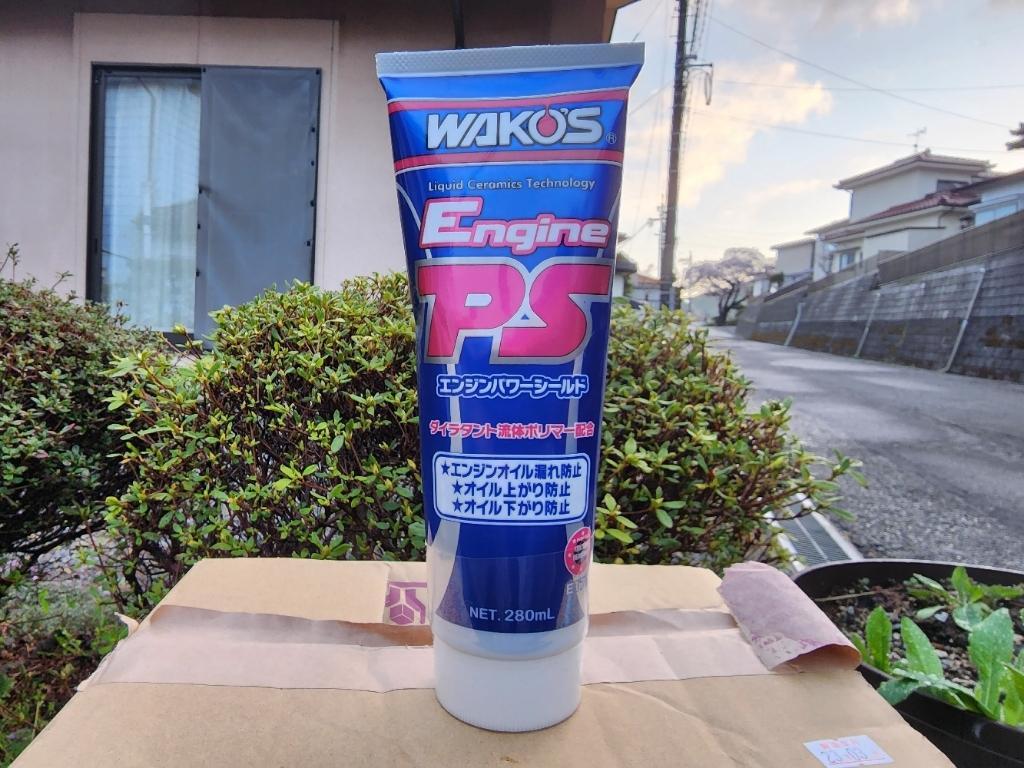 WAKO'S®
Liquid Ceramics Technology
Engine
PS
エンジンパワーシールド
ダイラタント流体ポリマー配合
★エンジンオイル漏れ防止
★オイル上がり防止
★オイル下がり防止
NET. 280mL